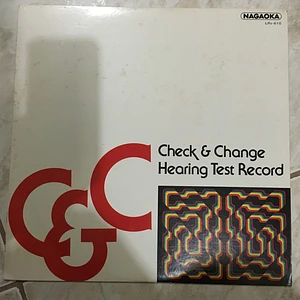 NAGAOKA
C&C
Check & Change
Hearing Test Record